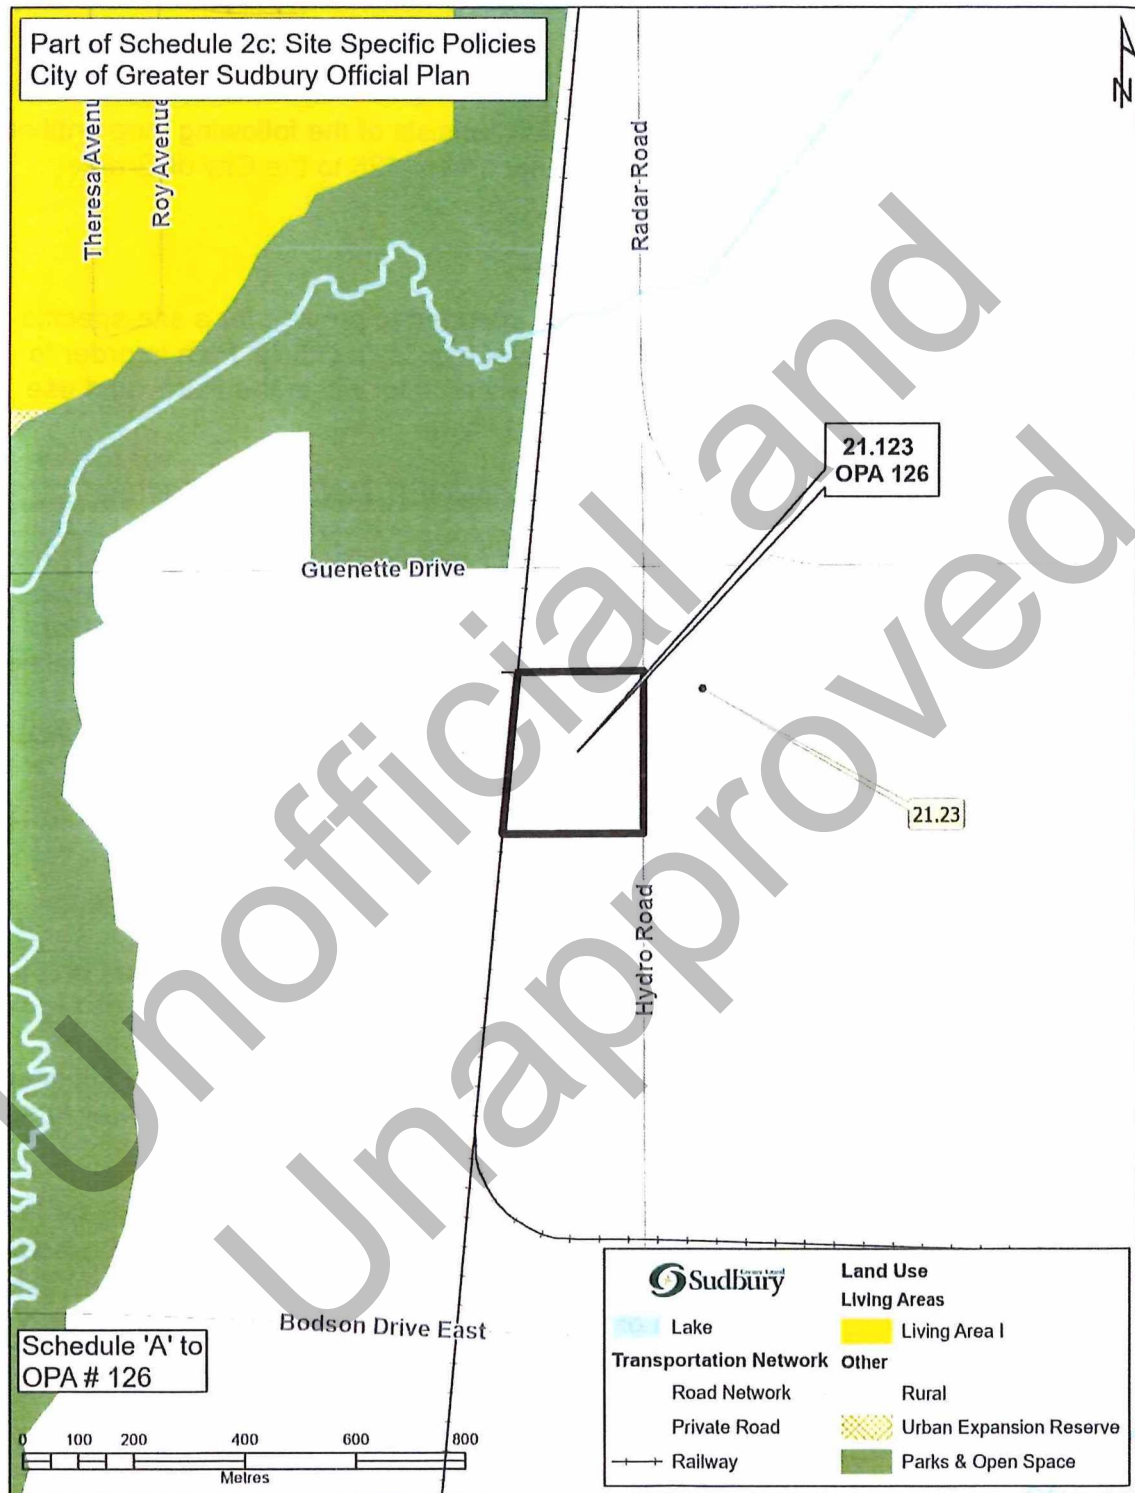 Part of Schedule 2c: Site Specific Policies
City of Greater Sudbury Official Plan
N
Theresa Avenu
Roy Avenue
Radar Road
21.123
OPA 126
Guenette Drive
21.23
Hydro Road
Unofficial and
Unapproved
Bodson Drive East
Schedule 'A' to
OPA # 126
0 100 200 400 600 800
Metres
Sudbury
Lake
Transportation Network
Road Network
Private Road
Railway
Land Use
Living Areas
Living Area I
Other
Rural
Urban Expansion Reserve
Parks & Open Space